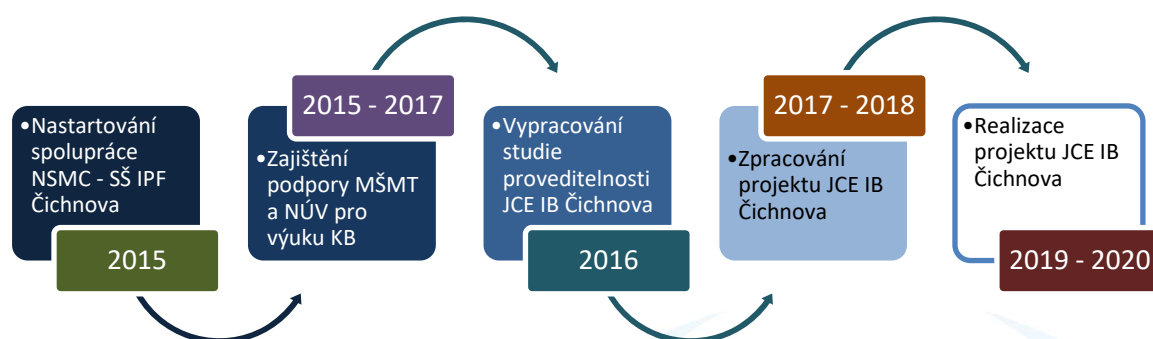 •Nastartování
spolupráce
NSMC - SŠ IPF
Čichnova
2015
2015 - 2017
•Zajištění
podpory MŠMT
a NÚV pro
výuku KB
•Vypracování
studie
proveditelnosti
JCE IB Čichnova
2016
2017 - 2018
•Zpracování
projektu JCE IB
Čichnova
•Realizace
projektu JCE IB
Čichnova
2019 - 2020